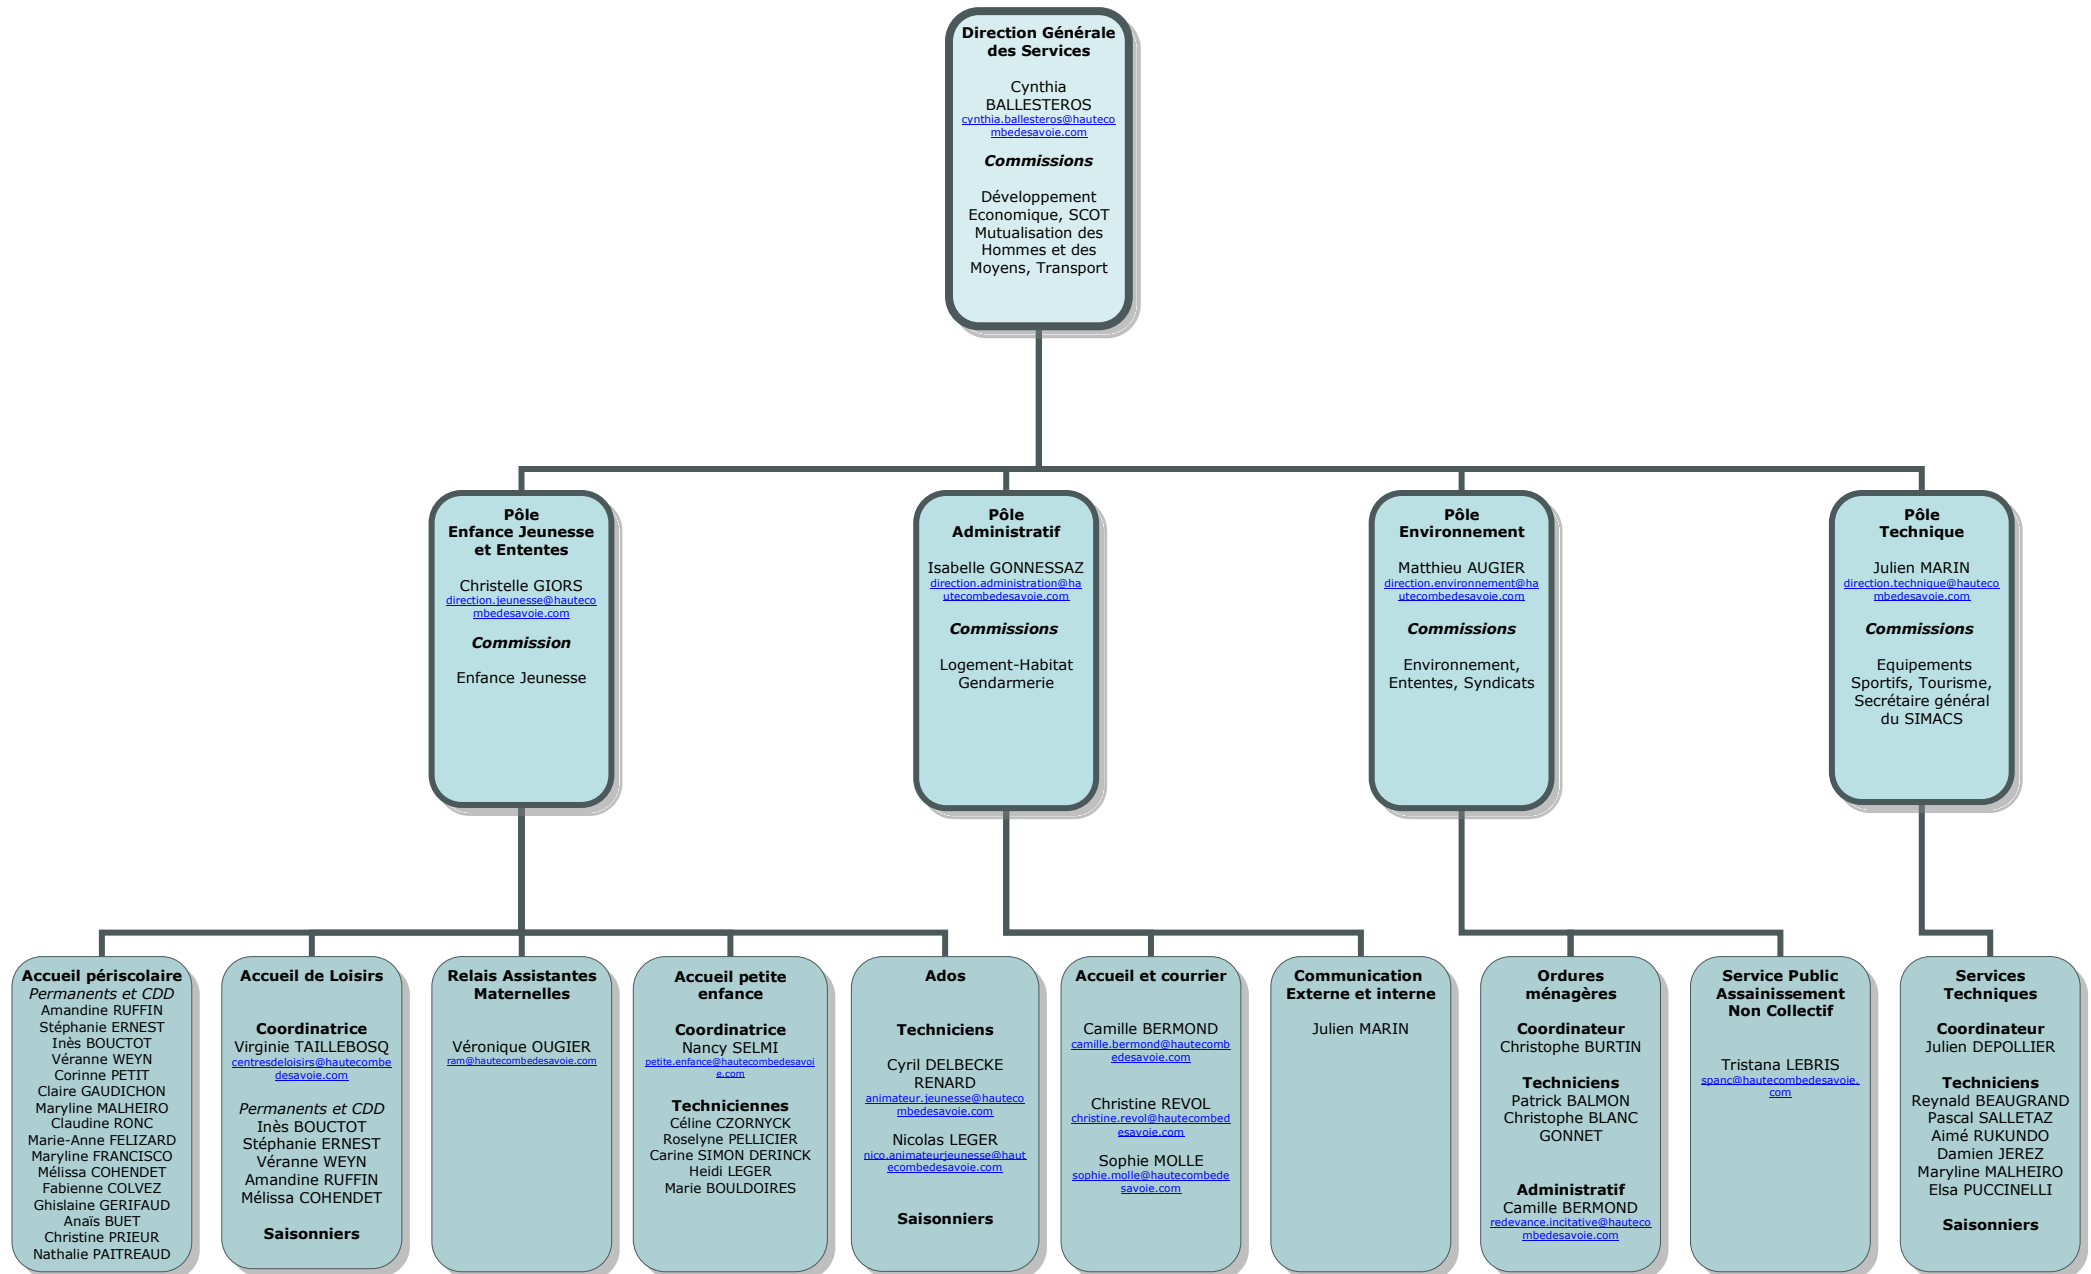 Direction Générale
des Services
Cynthia
BALLESTEROS
cynthia.ballesteros@hauteco
mbedesavoie.com
Commissions
Développement
Economique, SCOT
Mutualisation des
Hommes et des
Moyens, Transport
Pôle
Enfance Jeunesse
et Ententes
Christelle GIORS
direction.jeunesse@hauteco
mbedesavoie.com
Commission
Enfance Jeunesse
Pôle
Administratif
Isabelle GONNESSAZ
direction.administration@ha
utecombedesavoie.com
Commissions
Logement-Habitat
Gendarmerie
Pôle
Environnement
Matthieu AUGIER
direction.environnement@ha
utecombedesavoie.com
Commissions
Environnement,
Ententes, Syndicats
Pôle
Technique
Julien MARIN
direction.technique@hauteco
mbedesavoie.com
Commissions
Equipements
Sportifs, Tourisme,
Secrétaire général
du SIMACS
Accueil périscolaire
Permanents et CDD
Amandine RUFFIN
Stéphanie ERNEST
Inès BOUCTOT
Véranne WEYN
Corinne PETIT
Claire GAUDICHON
Maryline MALHEIRO
Claudine RONC
Marie-Anne FELIZARD
Maryline FRANCISCO
Mélissa COHENDET
Fabienne COLVEZ
Ghislaine GERIFAUD
Anaïs BUET
Christine PRIEUR
Nathalie PAITREAUD
Accueil de Loisirs
Coordinatrice
Virginie TAILLEBOSQ
centresdeloisirs@hautecombe
desavoie.com
Permanents et CDD
Inès BOUCTOT
Stéphanie ERNEST
Véranne WEYN
Amandine RUFFIN
Mélissa COHENDET
Saisonniers
Relais Assistantes
Maternelles
Véronique OUGIER
ram@hautecombedesavoie.com
Accueil petite
enfance
Coordinatrice
Nancy SELMI
petite.enfance@hautecombedesavoi
e.com
Techniciennes
Céline CZORNYCK
Roselyne PELLICIER
Carine SIMON DERINCK
Heidi LEGER
Marie BOULDOIRES
Ados
Techniciens
Cyril DELBECKE
RENARD
animateur.jeunesse@hauteco
mbedesavoie.com
Nicolas LEGER
nico.animateurjeunesse@haut
ecombedesavoie.com
Saisonniers
Accueil et courrier
Camille BERMOND
camille.bermond@hautecomb
edesavoie.com
Christine REVOL
christine.revol@hautecombed
esavoie.com
Sophie MOLLE
sophie.molle@hautecombede
savoie.com
Communication
Externe et interne
Julien MARIN
Ordures
ménagères
Coordinateur
Christophe BURTIN
Techniciens
Patrick BALMON
Christophe BLANC
GONNET
Administratif
Camille BERMOND
redevance.incitative@hauteco
mbedesavoie.com
Service Public
Assainissement
Non Collectif
Tristana LEBRIS
spanc@hautecombedesavoie.
com
Services
Techniques
Coordinateur
Julien DEPOLLIER
Techniciens
Reynald BEAUGRAND
Pascal SALLETAZ
Aimé RUKUNDO
Damien JEREZ
Maryline MALHEIRO
Elsa PUCCINELLI
Saisonniers